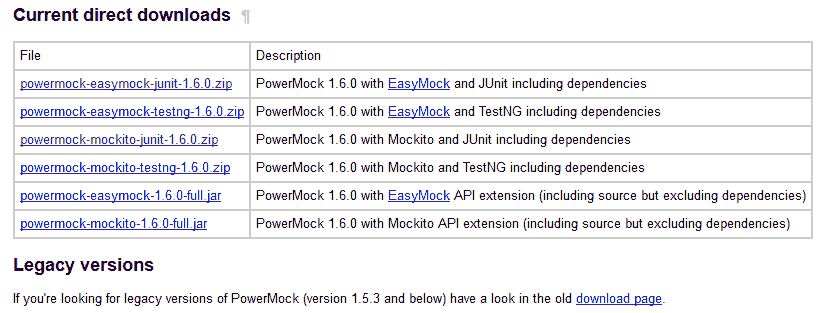 Current direct downloads ¶
File Description
powermock-easymock-junit-1.6.0.zip PowerMock 1.6.0 with EasyMock and JUnit including dependencies
powermock-easymock-testng-1.6.0.zip PowerMock 1.6.0 with EasyMock and TestNG including dependencies
powermock-mockito-junit-1.6.0.zip PowerMock 1.6.0 with Mockito and JUnit including dependencies
powermock-mockito-testng-1.6.0.zip PowerMock 1.6.0 with Mockito and TestNG including dependencies
powermock-easymock-1.6.0-full.jar PowerMock 1.6.0 with EasyMock API extension (including source but excluding dependencies)
powermock-mockito-1.6.0-full.jar PowerMock 1.6.0 with Mockito API extension (including source but excluding dependencies)
Legacy versions
If you're looking for legacy versions of PowerMock (version 1.5.3 and below) have a look in the old download page.